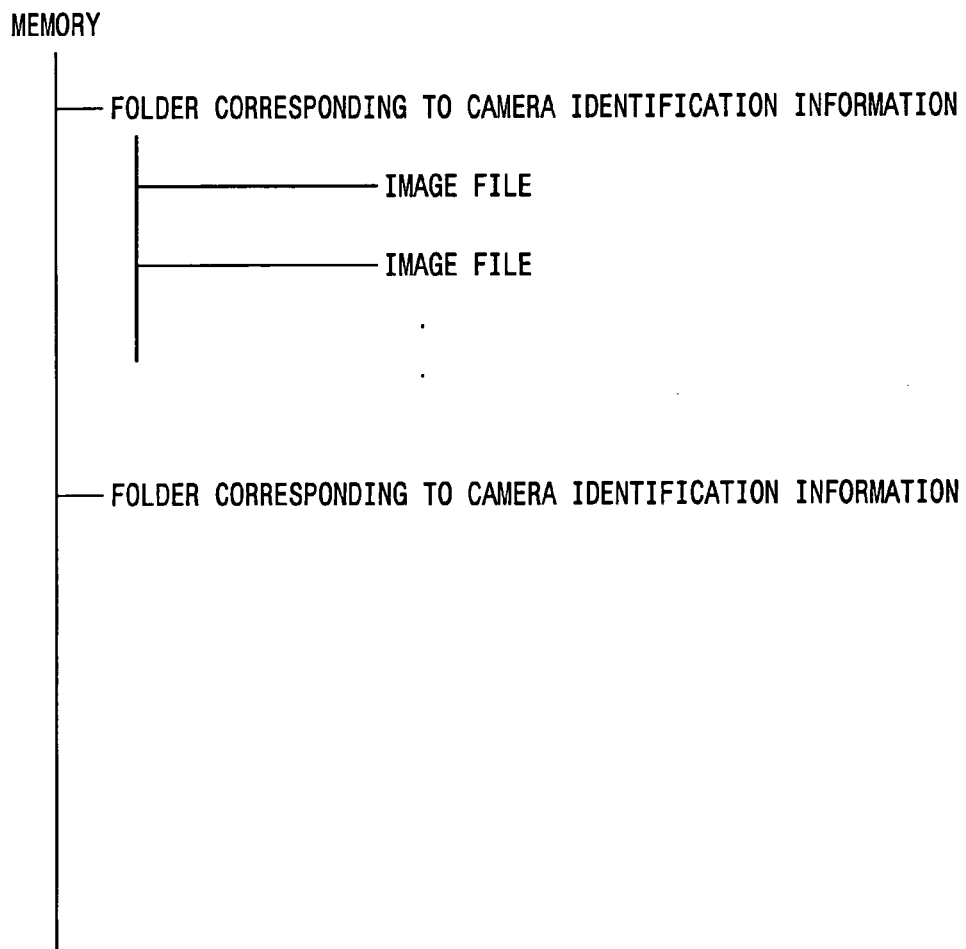 MEMORY
FOLDER CORRESPONDING TO CAMERA IDENTIFICATION INFORMATION
IMAGE FILE
IMAGE FILE
.
.
FOLDER CORRESPONDING TO CAMERA IDENTIFICATION INFORMATION